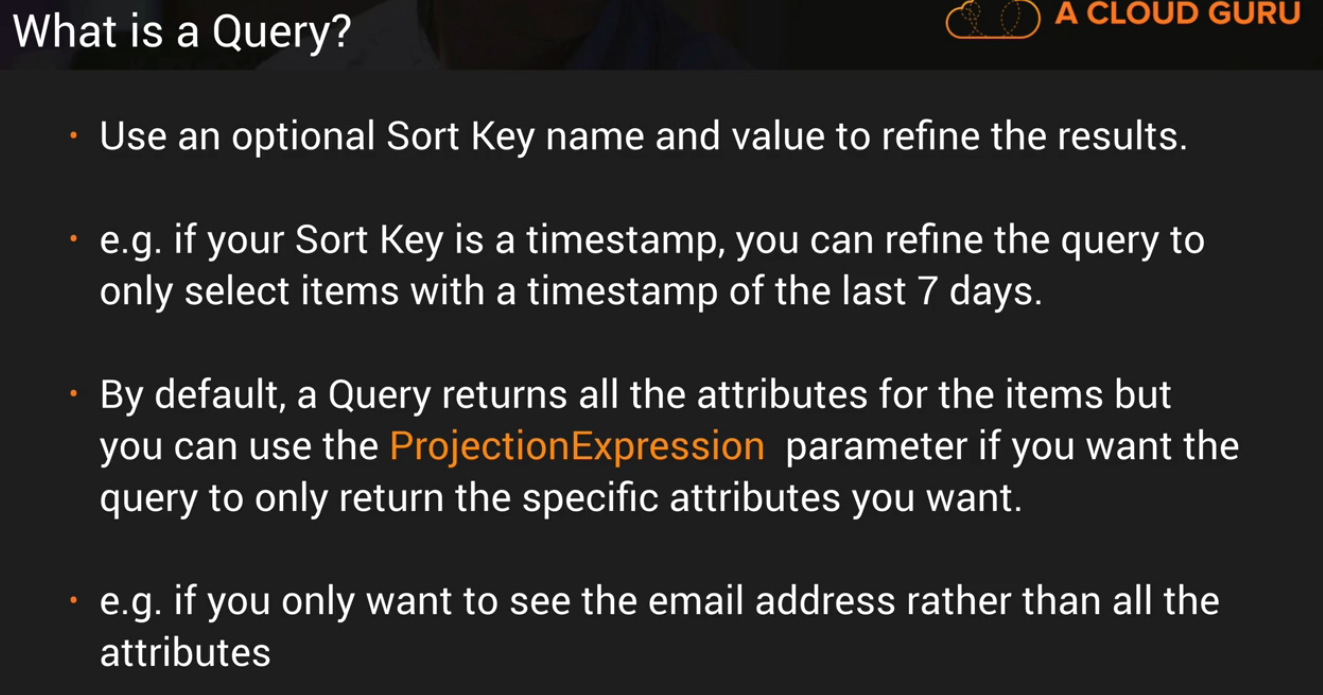 What is a Query?
A CLOUD GURU
• Use an optional Sort Key name and value to refine the results.
• e.g. if your Sort Key is a timestamp, you can refine the query to
only select items with a timestamp of the last 7 days.
• By default, a Query returns all the attributes for the items but
you can use the ProjectionExpression parameter if you want the
query to only return the specific attributes you want.
• e.g. if you only want to see the email address rather than all the
attributes